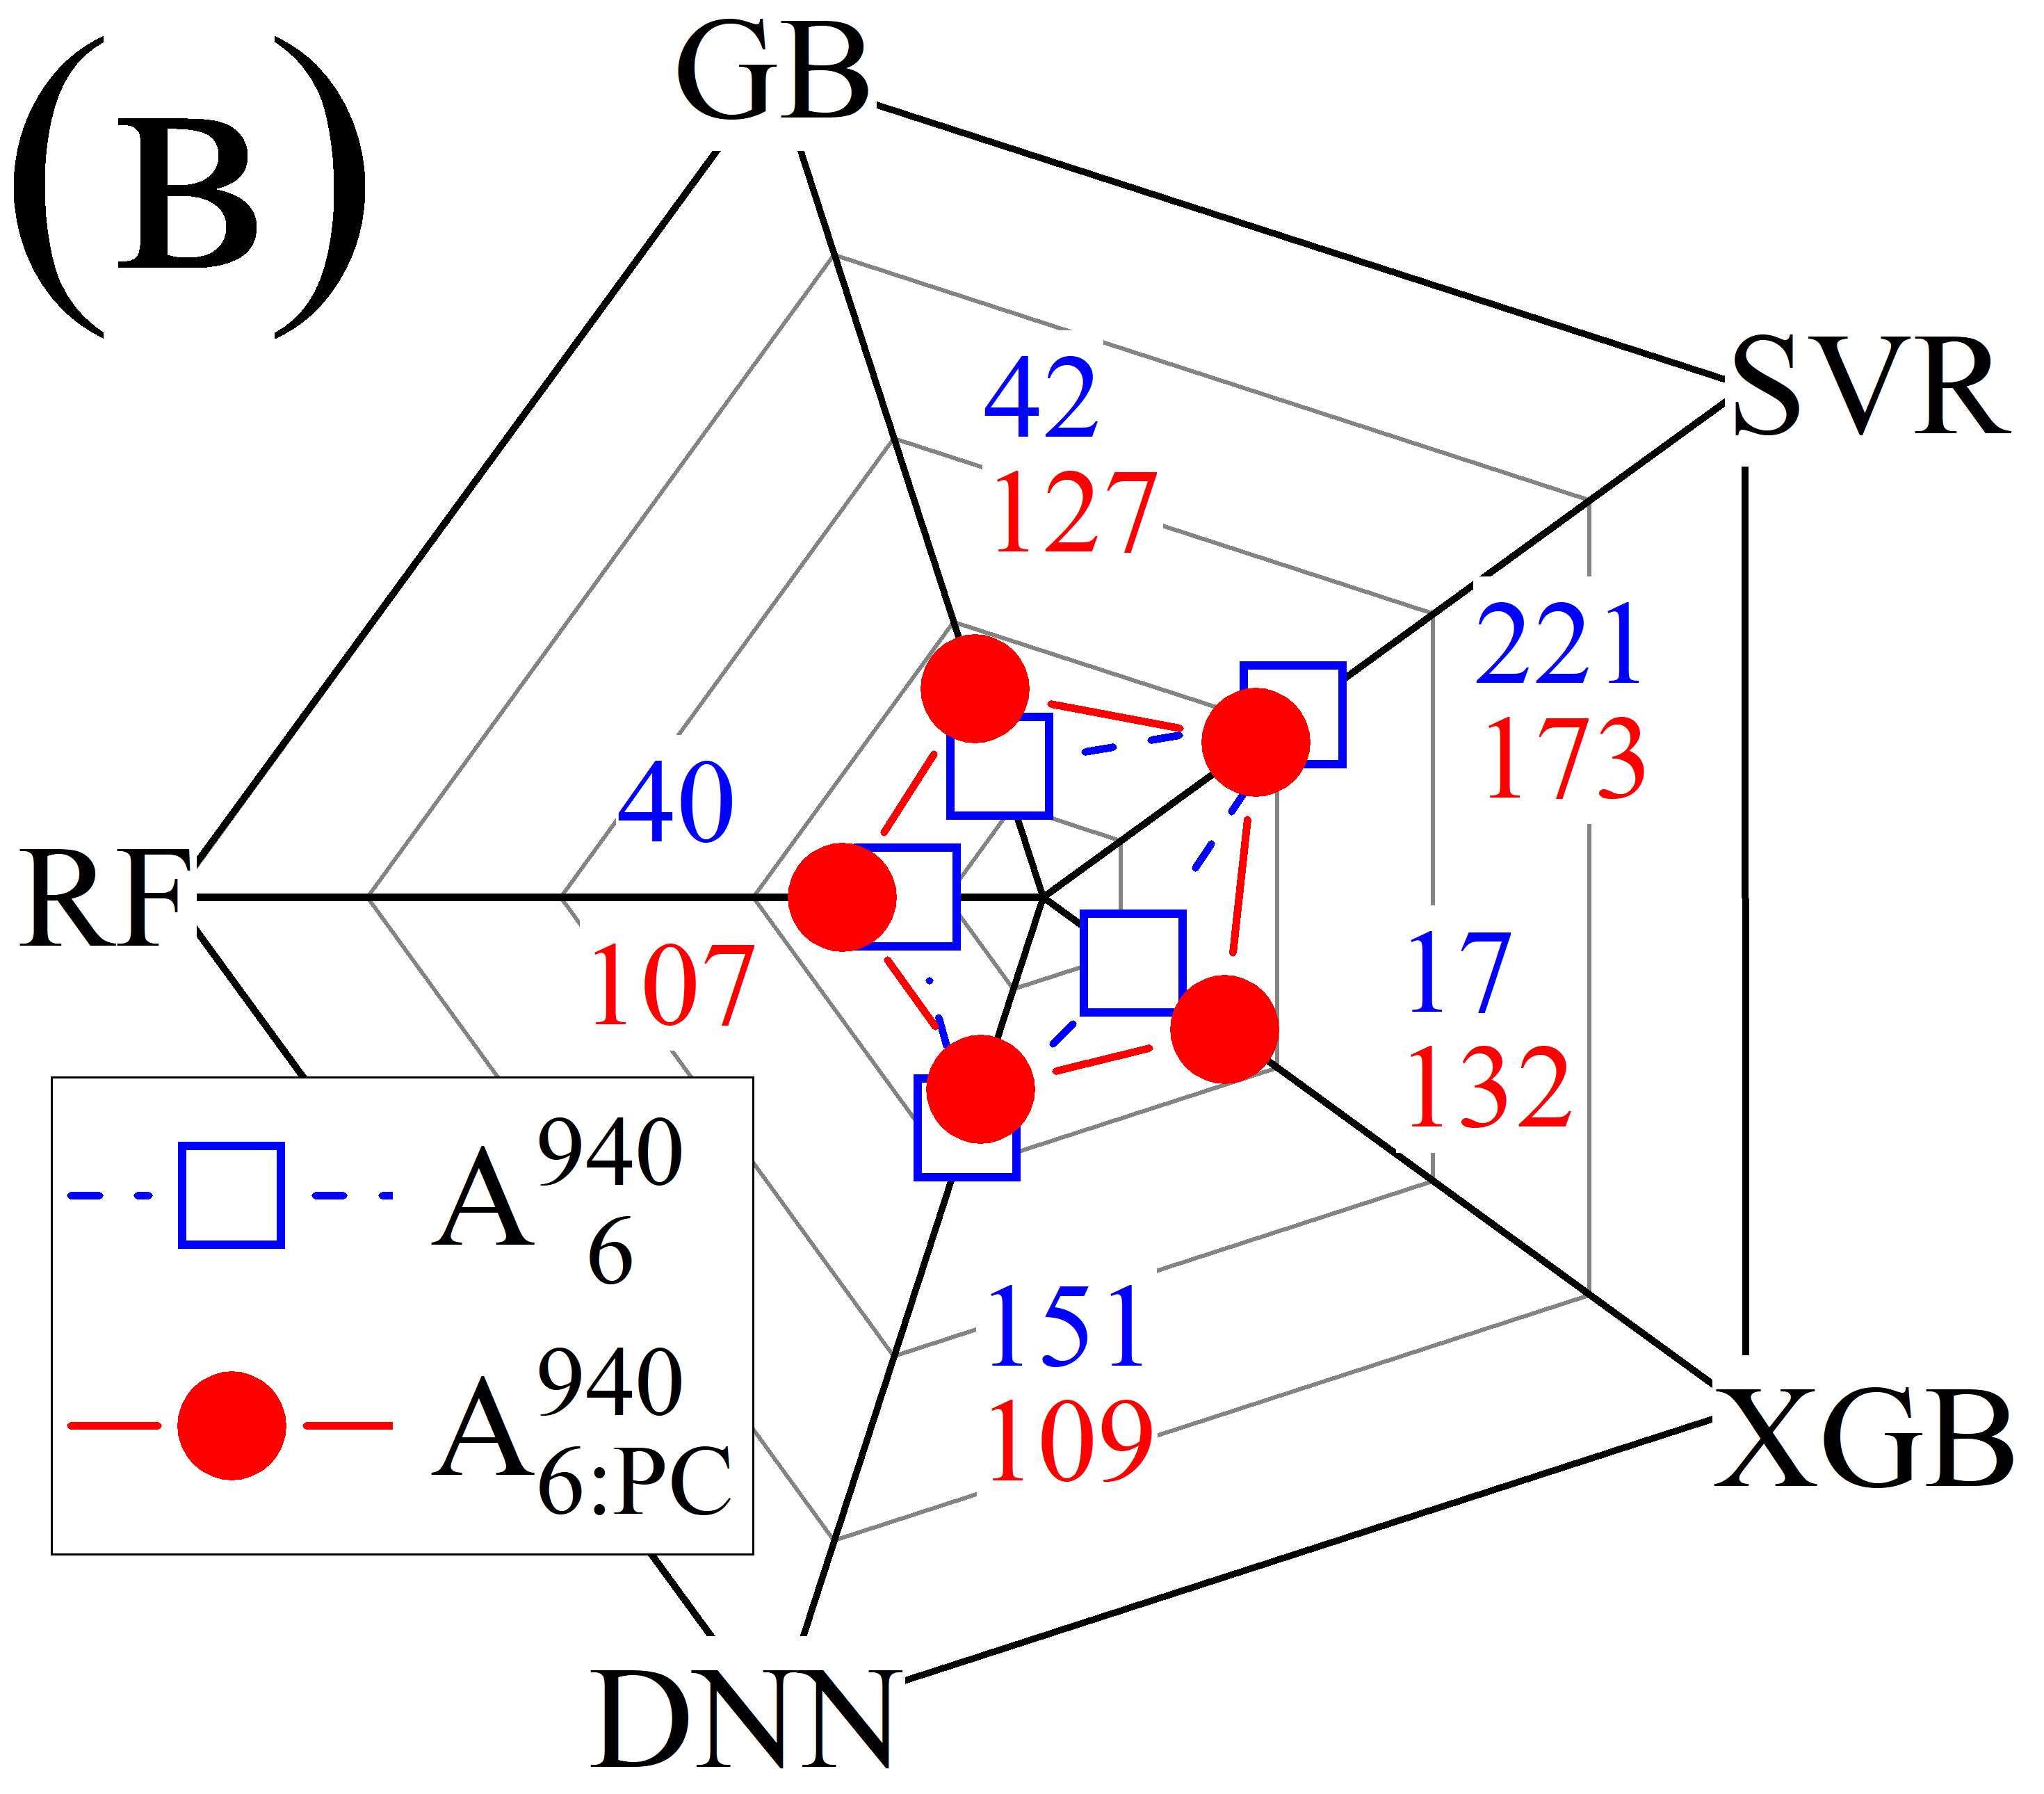 (B)
GB
SVR
42
127
221
173
40
RF
107
17
132
A 940 6
A 940 6:PC
151
109
XGB
DNN